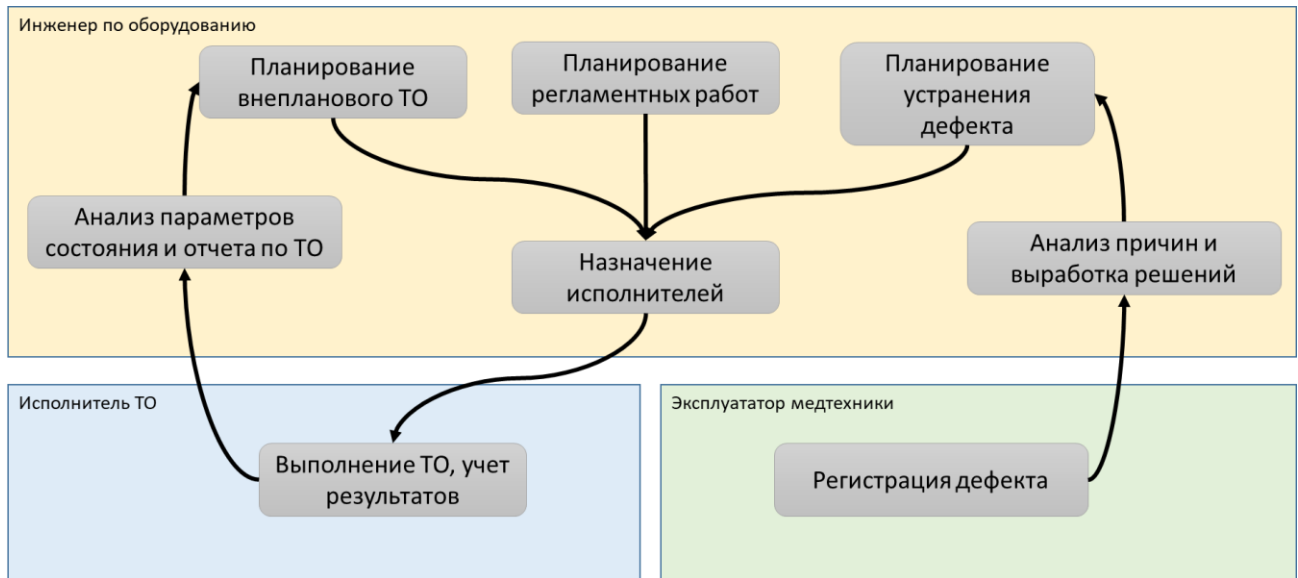 Инженер по оборудованию
Планирование
внепланового ТО
Планирование
регламентных работ
Планирование
устранения
дефекта
Анализ параметров
состояния и отчета по ТО
Назначение
исполнителей
Анализ причин и
выработка решений
Исполнитель ТО
Выполнение ТО, учет
результатов
Эксплуататор медтехники
Регистрация дефекта